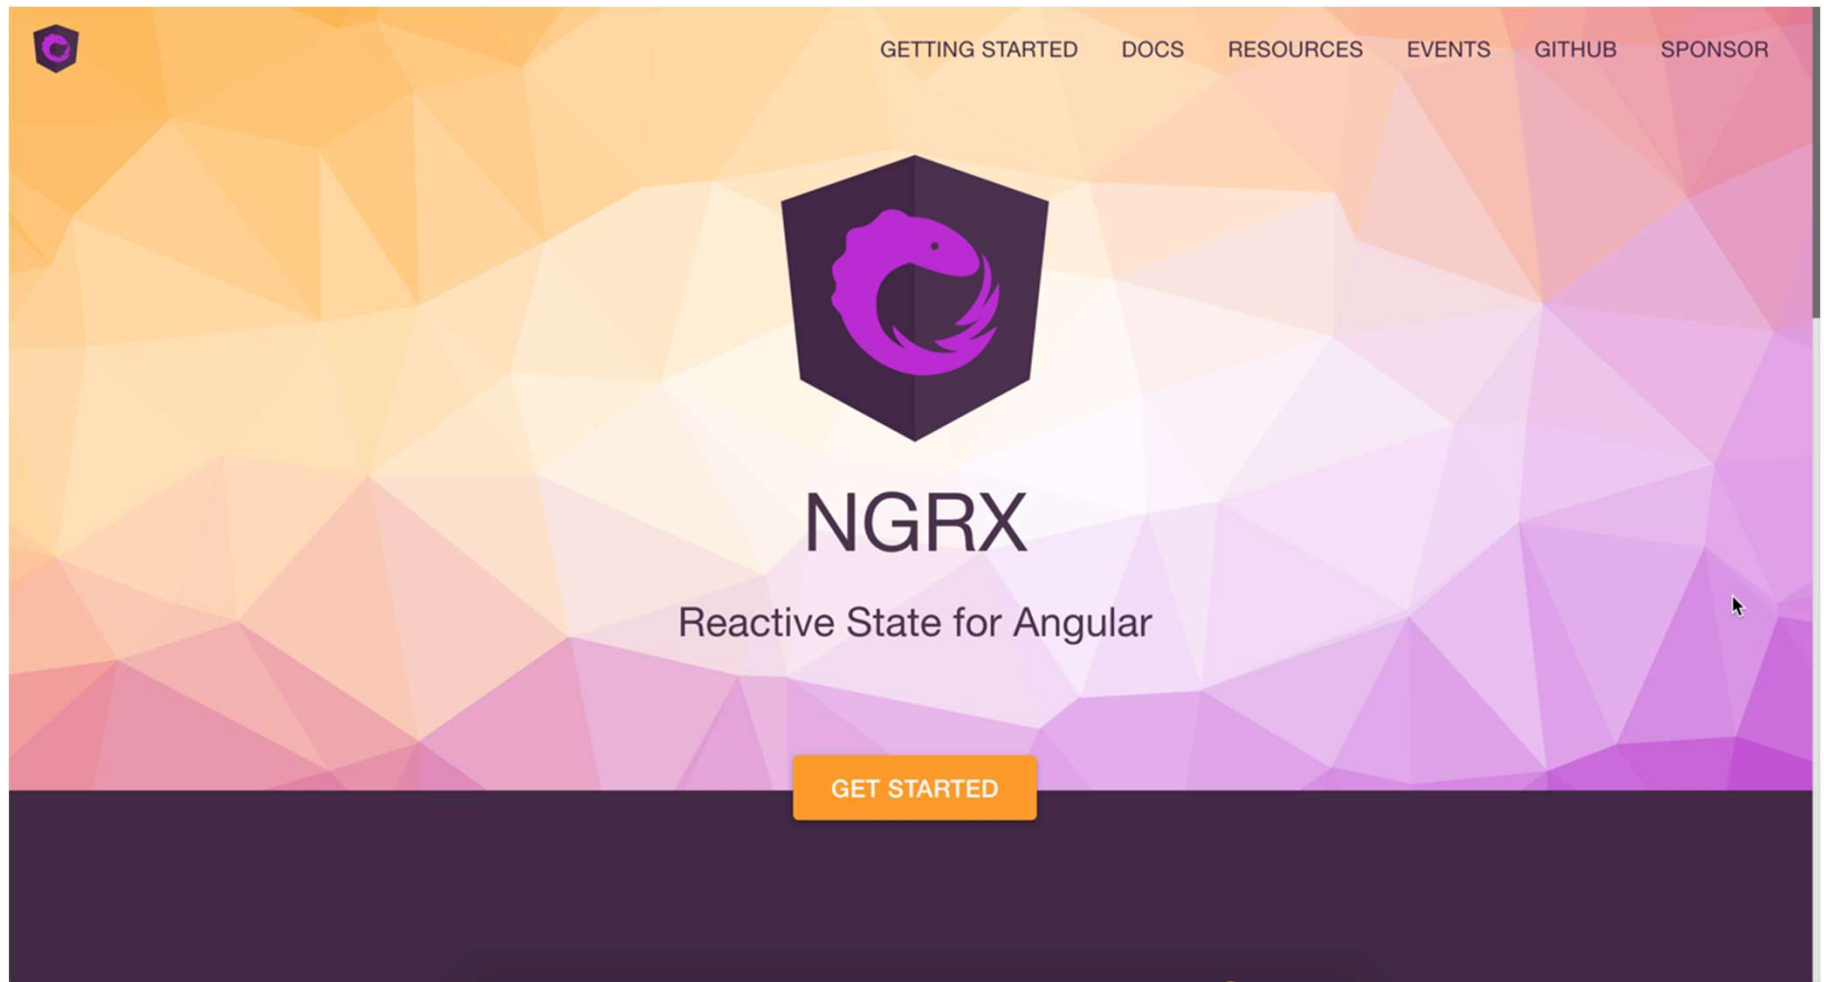 GETTING STARTED DOCS RESOURCES EVENTS GITHUB SPONSOR
NGRX
Reactive State for Angular
GET STARTED